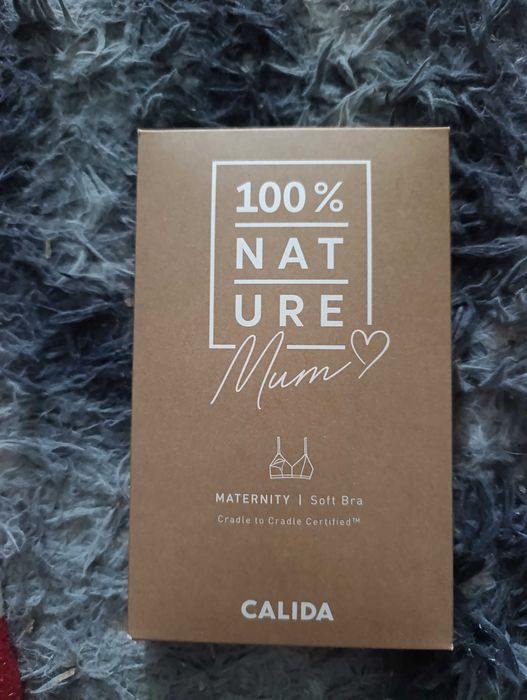 100%
NAT
URE
Mum
MATERNITY | Soft Bra
Cradle to Cradle Certified™
CALIDA